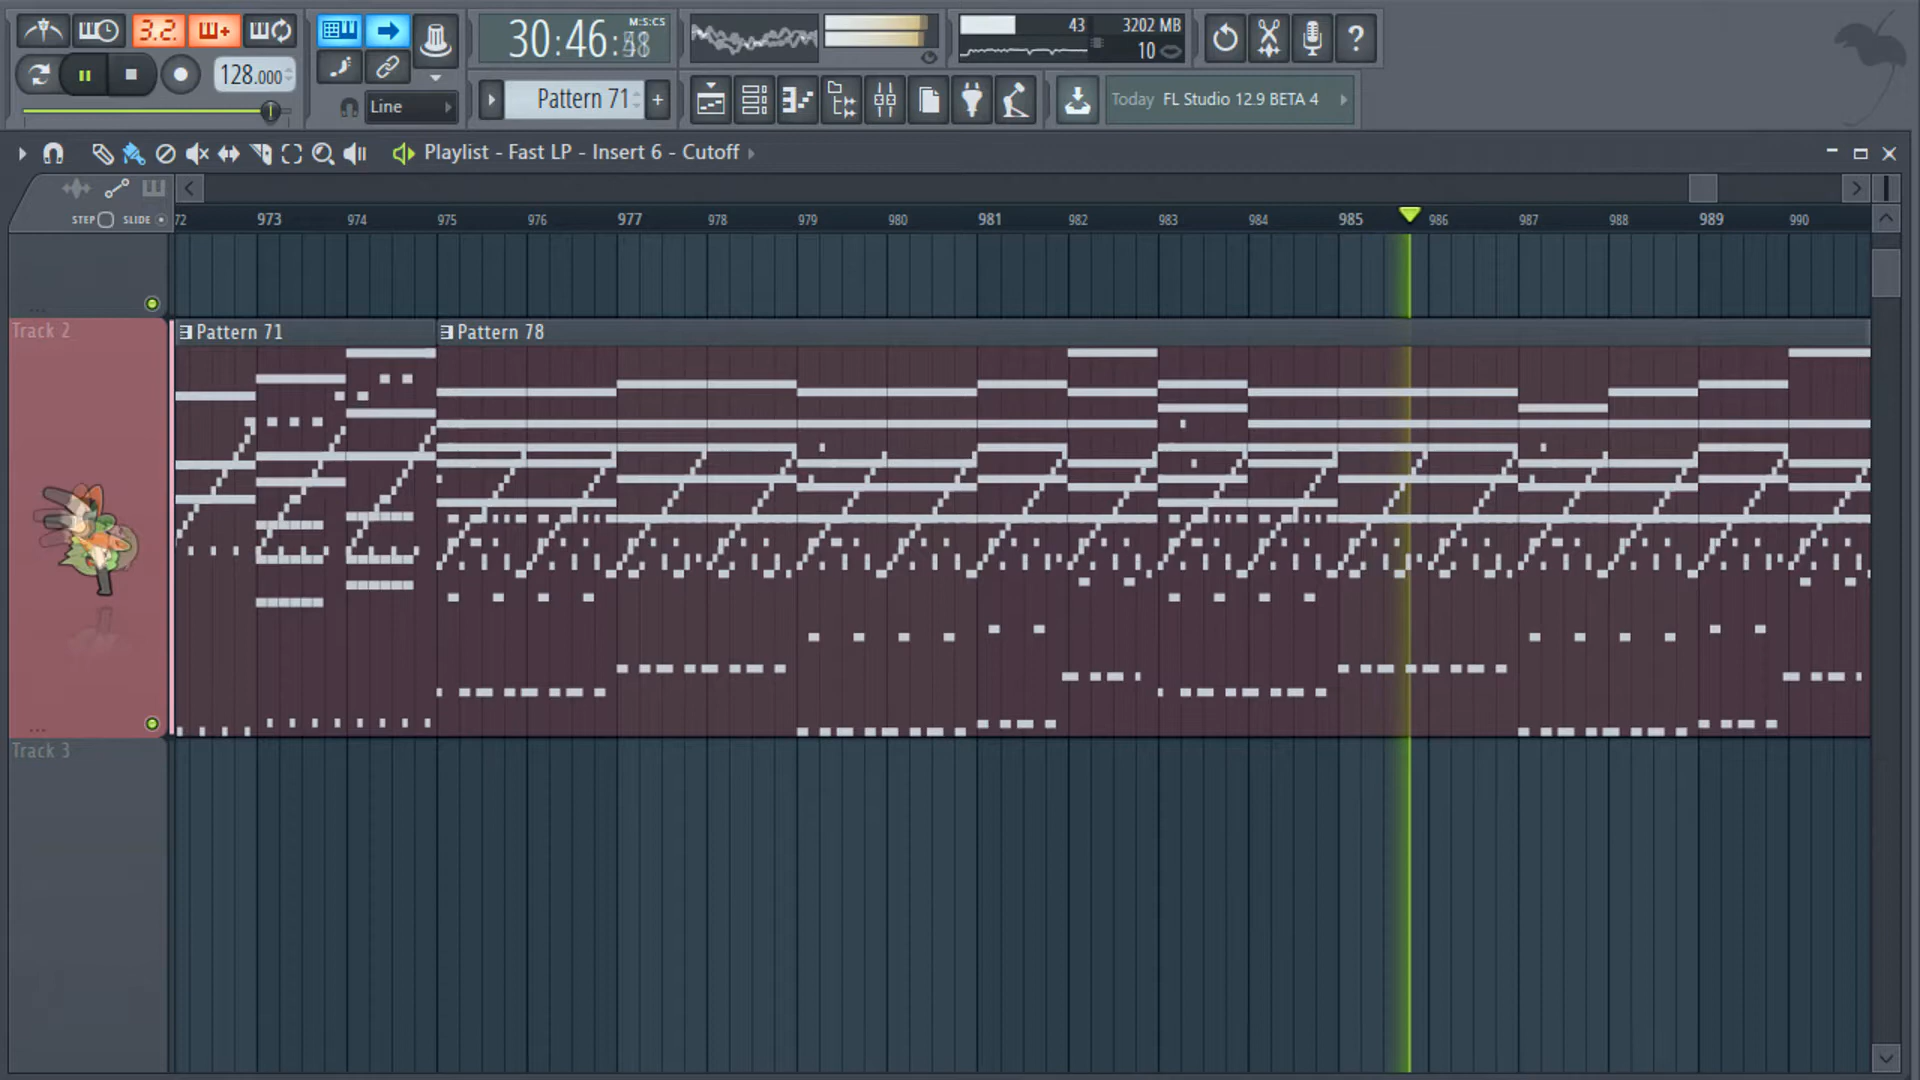 3.2.
30:46: M:S:CS
43 3202 MB
10
128.000
Line
Pattern 71
Today FL Studio 12.9 BETA 4
Playlist - Fast LP - Insert 6 - Cutoff
STEP SLIDE
72 973 974 975 976 977 978 979 980 981 982 983 984 985 986 987 988 989 990
Track 2
Pattern 71
Pattern 78
Track 3